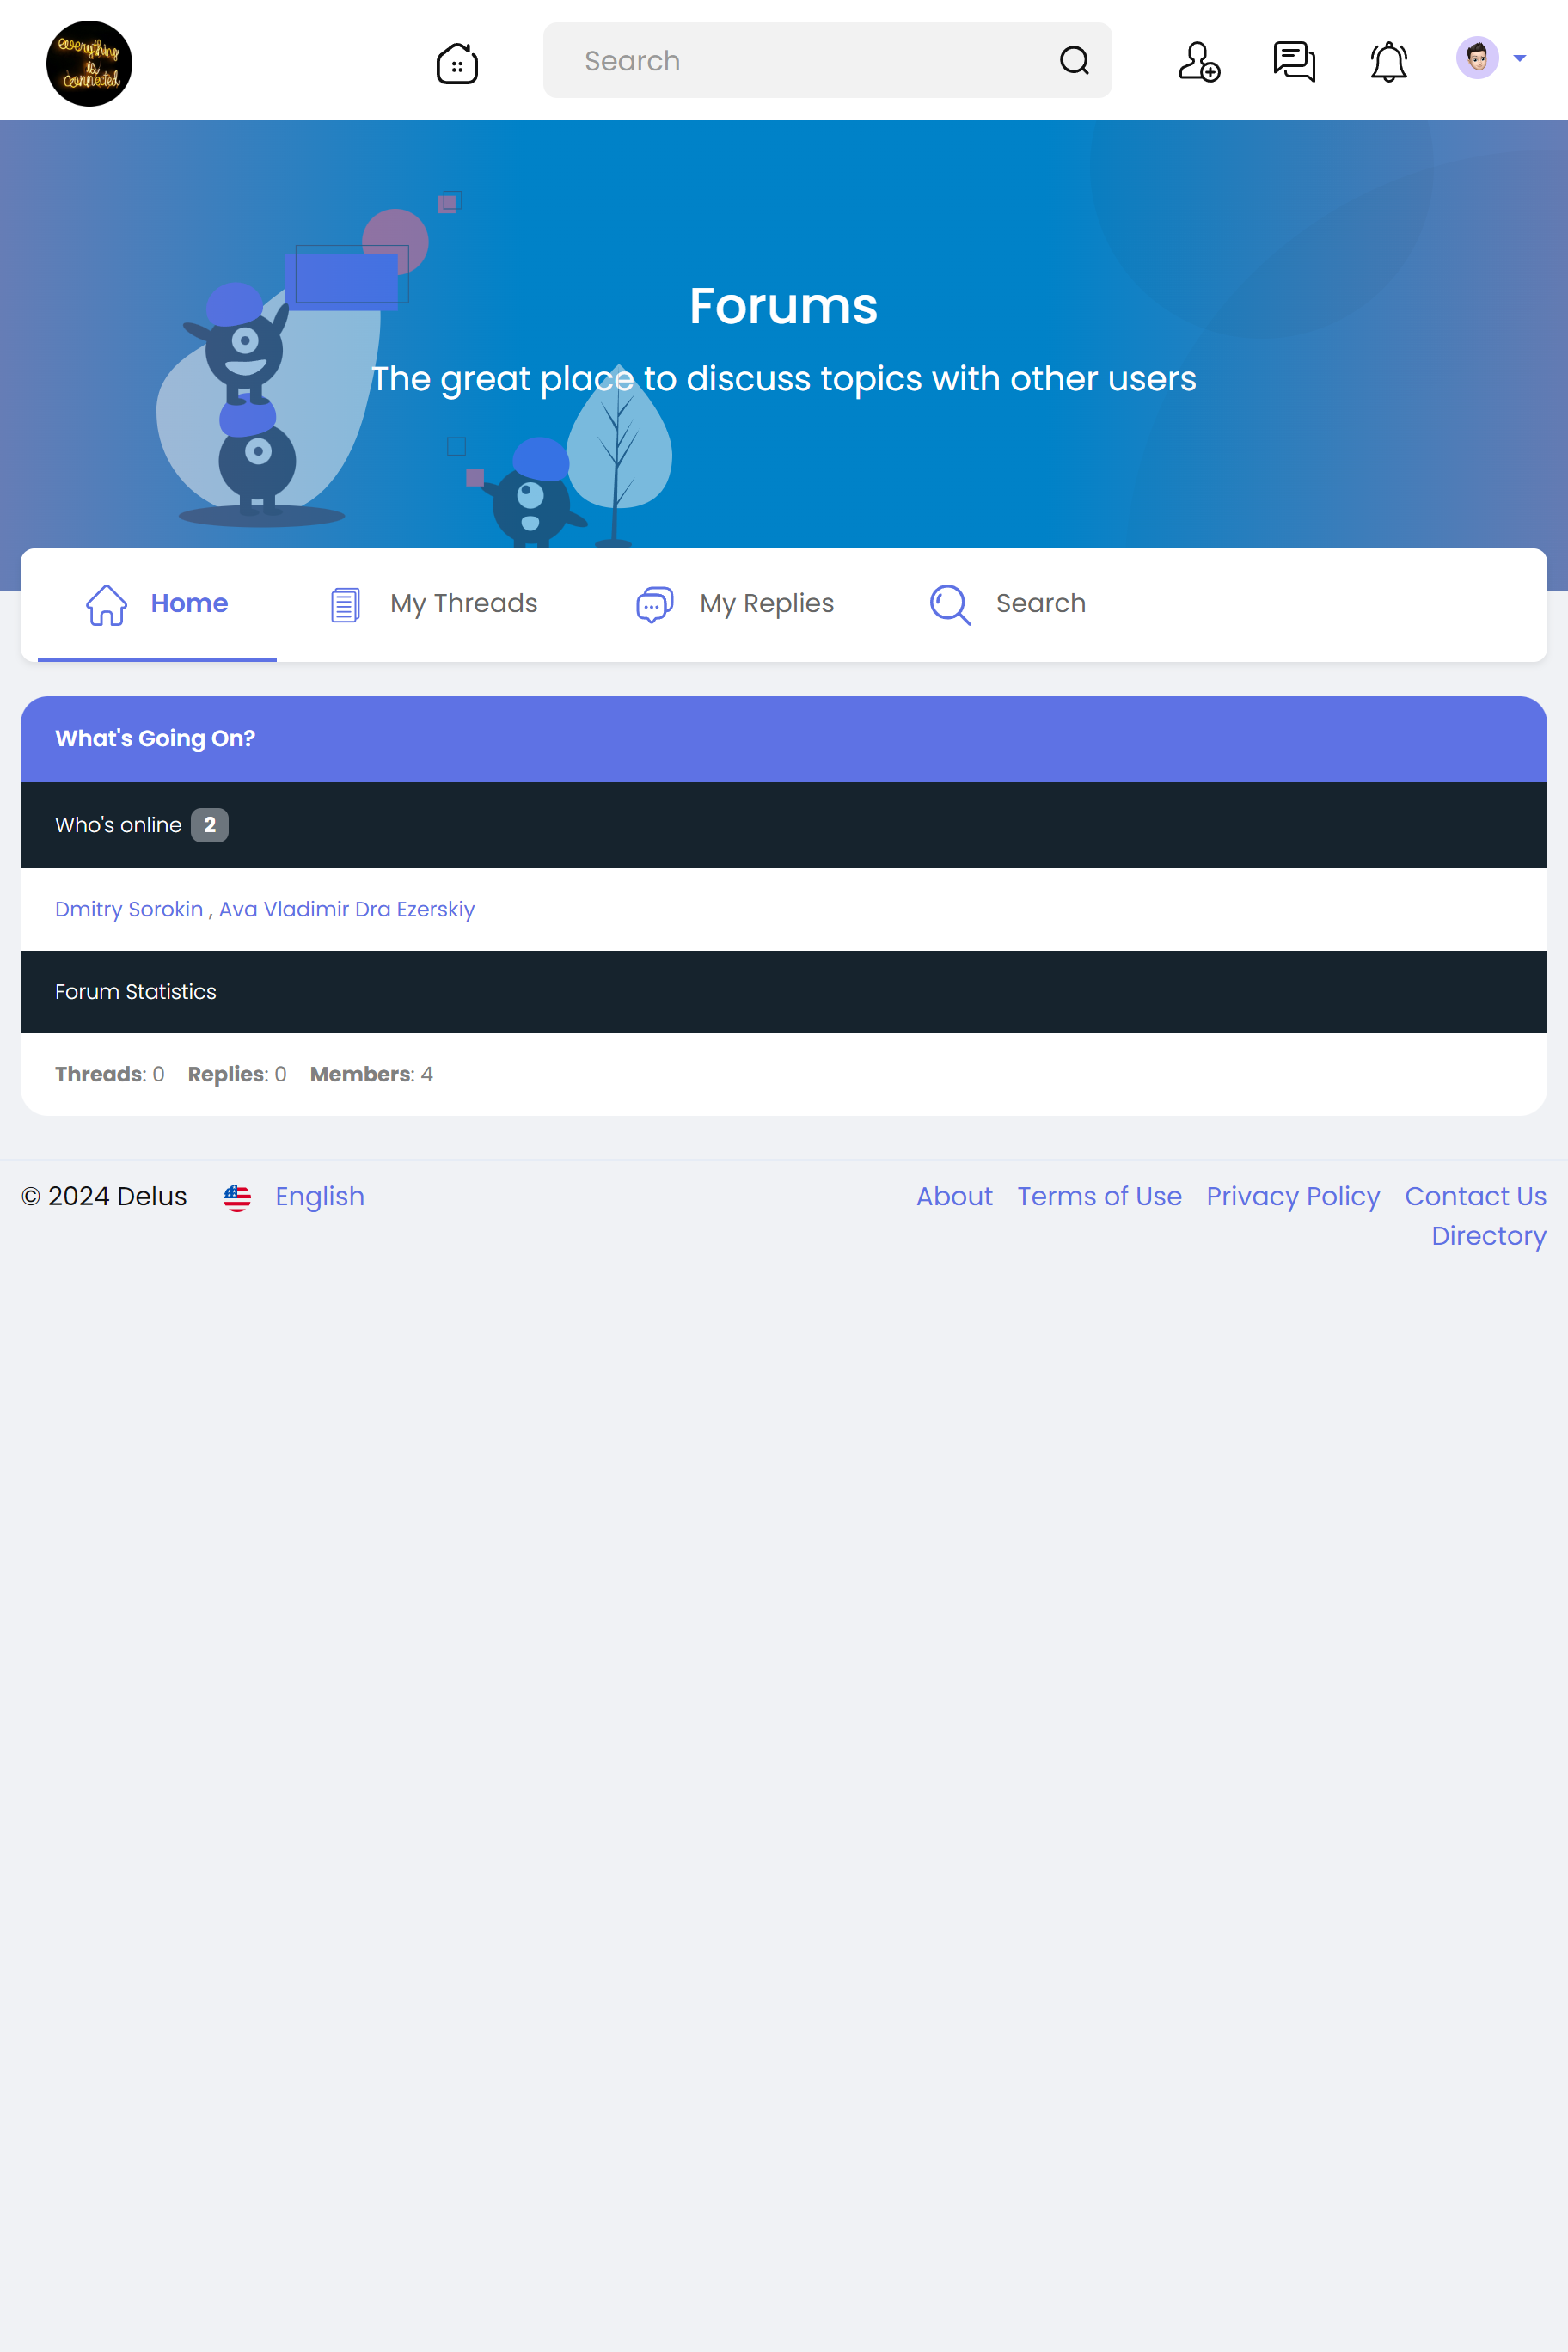 everything
is
connected
Search
Forums
The great place to discuss topics with other users
Home My Threads My Replies Search
What's Going On?
Who's online 2
Dmitry Sorokin , Ava Vladimir Dra Ezerskiy
Forum Statistics
Threads: 0 Replies: 0 Members: 4
© 2024 Delus English About Terms of Use Privacy Policy Contact Us
Directory